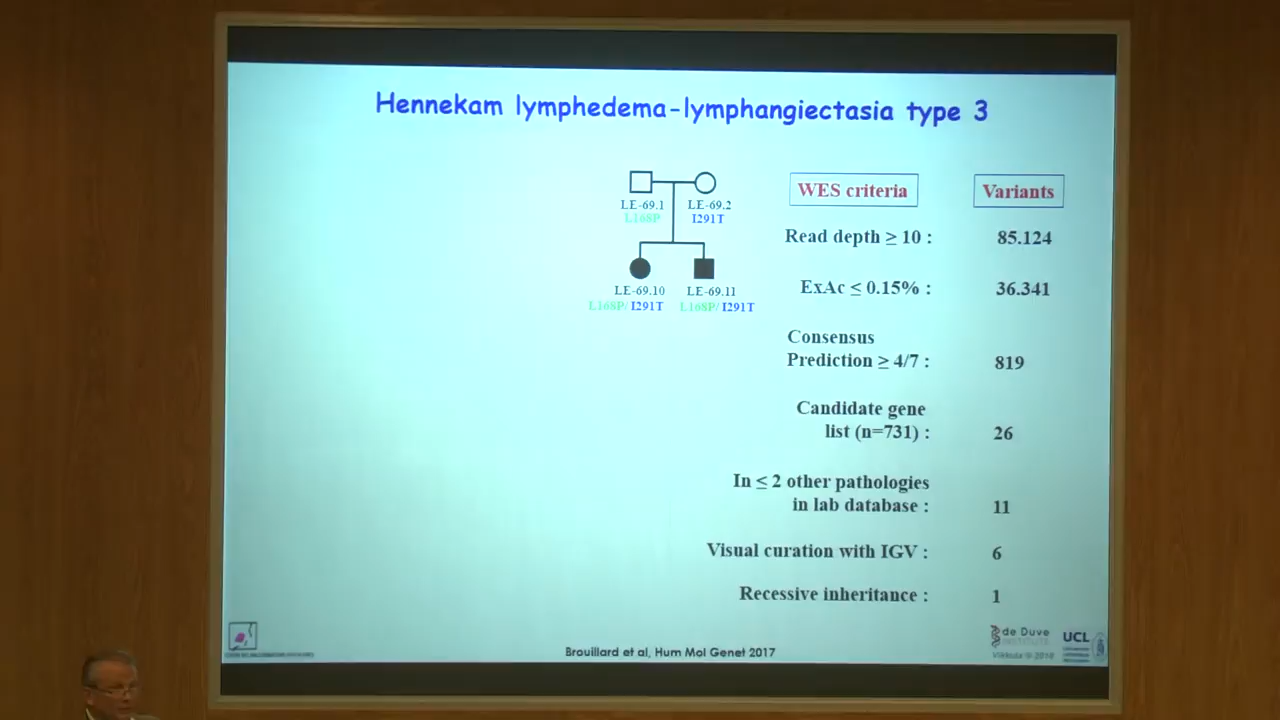 Hennekam lymphedema-lymphangiectasia type 3
LE-69.1 LE-69.2
L168P I291T
LE-69.10 LE-69.11
L168P/ I291T L168P/ I291T
WES criteria Variants
Read depth ≥ 10 : 85.124
ExAc ≤ 0.15% : 36.341
Consensus
Prediction ≥ 4/7 : 819
Candidate gene
list (n=731) : 26
In ≤ 2 other pathologies
in lab database : 11
Visual curation with IGV : 6
Recessive inheritance : 1
Brouillard et al, Hum Mol Genet 2017
de Duve
INSTITUTE
Vikkula © 2018
UCL